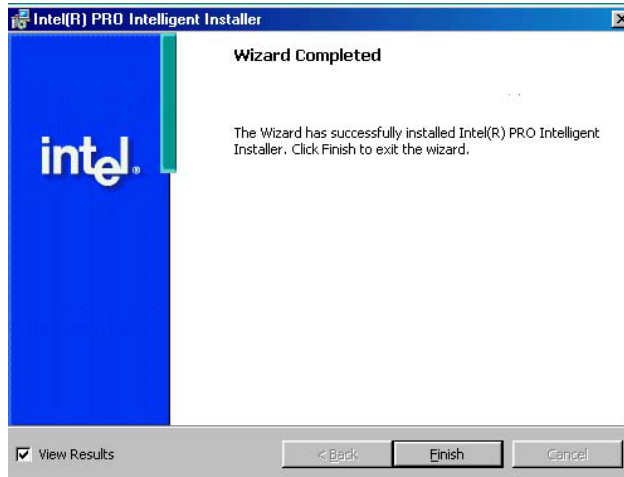 Intel(R) PRO Intelligent Installer
Wizard Completed
The Wizard has successfully installed Intel(R) PRO Intelligent
Installer. Click Finish to exit the wizard.
intel®
View Results
< Back
Finish
Cancel